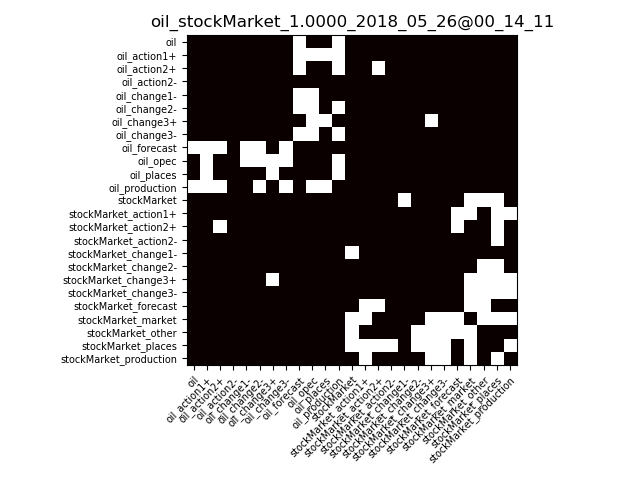 oil_stockMarket_1.0000_2018_05_26@00_14_11
oil
oil_action1+
oil_action2+
oil_action2-
oil_change1-
oil_change2-
oil_change3+
oil_change3-
oil_forecast
oil_opec
oil_places
oil_production
stockMarket
stockMarket_action1+
stockMarket_action2+
stockMarket_action2-
stockMarket_change1-
stockMarket_change2-
stockMarket_change3+
stockMarket_change3-
stockMarket_forecast
stockMarket_market
stockMarket_other
stockMarket_places
stockMarket_production
oil
oil_action1+
oil_action2+
oil_action2-
oil_change1-
oil_change2-
oil_change3+
oil_change3-
oil_forecast
oil_opec
oil_places
oil_production
stockMarket
stockMarket_action1+
stockMarket_action2+
stockMarket_action2-
stockMarket_change1-
stockMarket_change2-
stockMarket_change3+
stockMarket_change3-
stockMarket_forecast
stockMarket_market
stockMarket_other
stockMarket_places
stockMarket_production